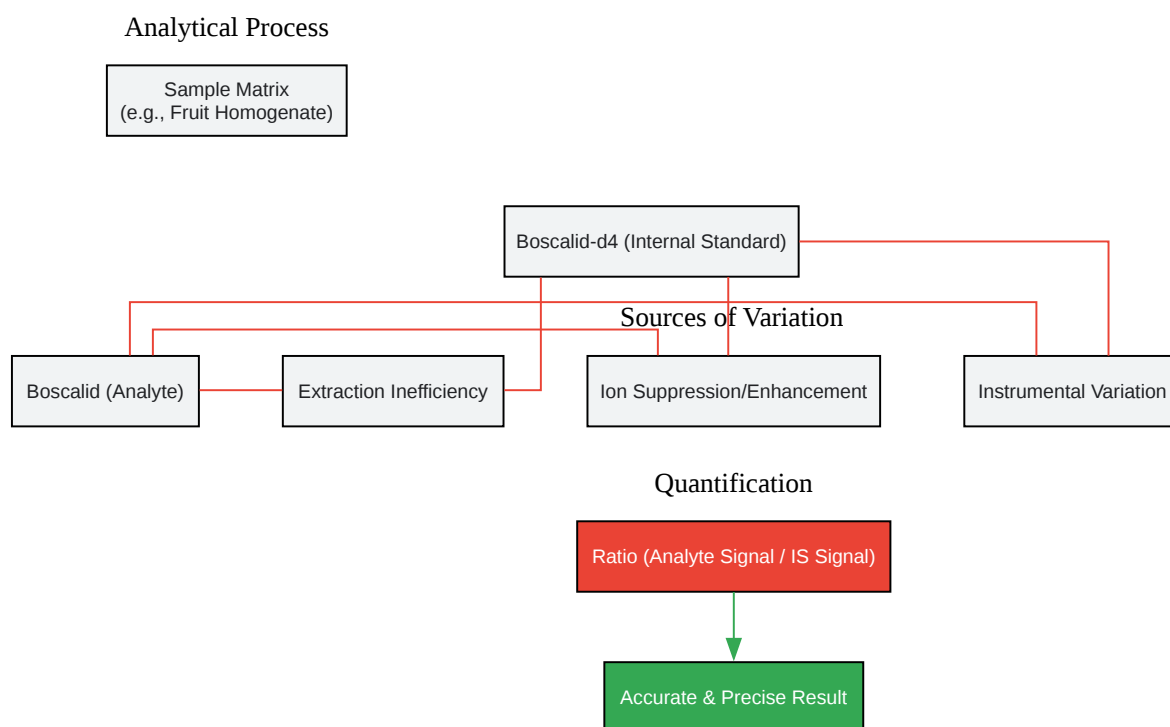 Analytical Process
Sample Matrix
(e.g., Fruit Homogenate)
Boscalid-d4 (Internal Standard)
Sources of Variation
Boscalid (Analyte)
Extraction Inefficiency
Ion Suppression/Enhancement
Instrumental Variation
Quantification
Ratio (Analyte Signal / IS Signal)
Accurate & Precise Result